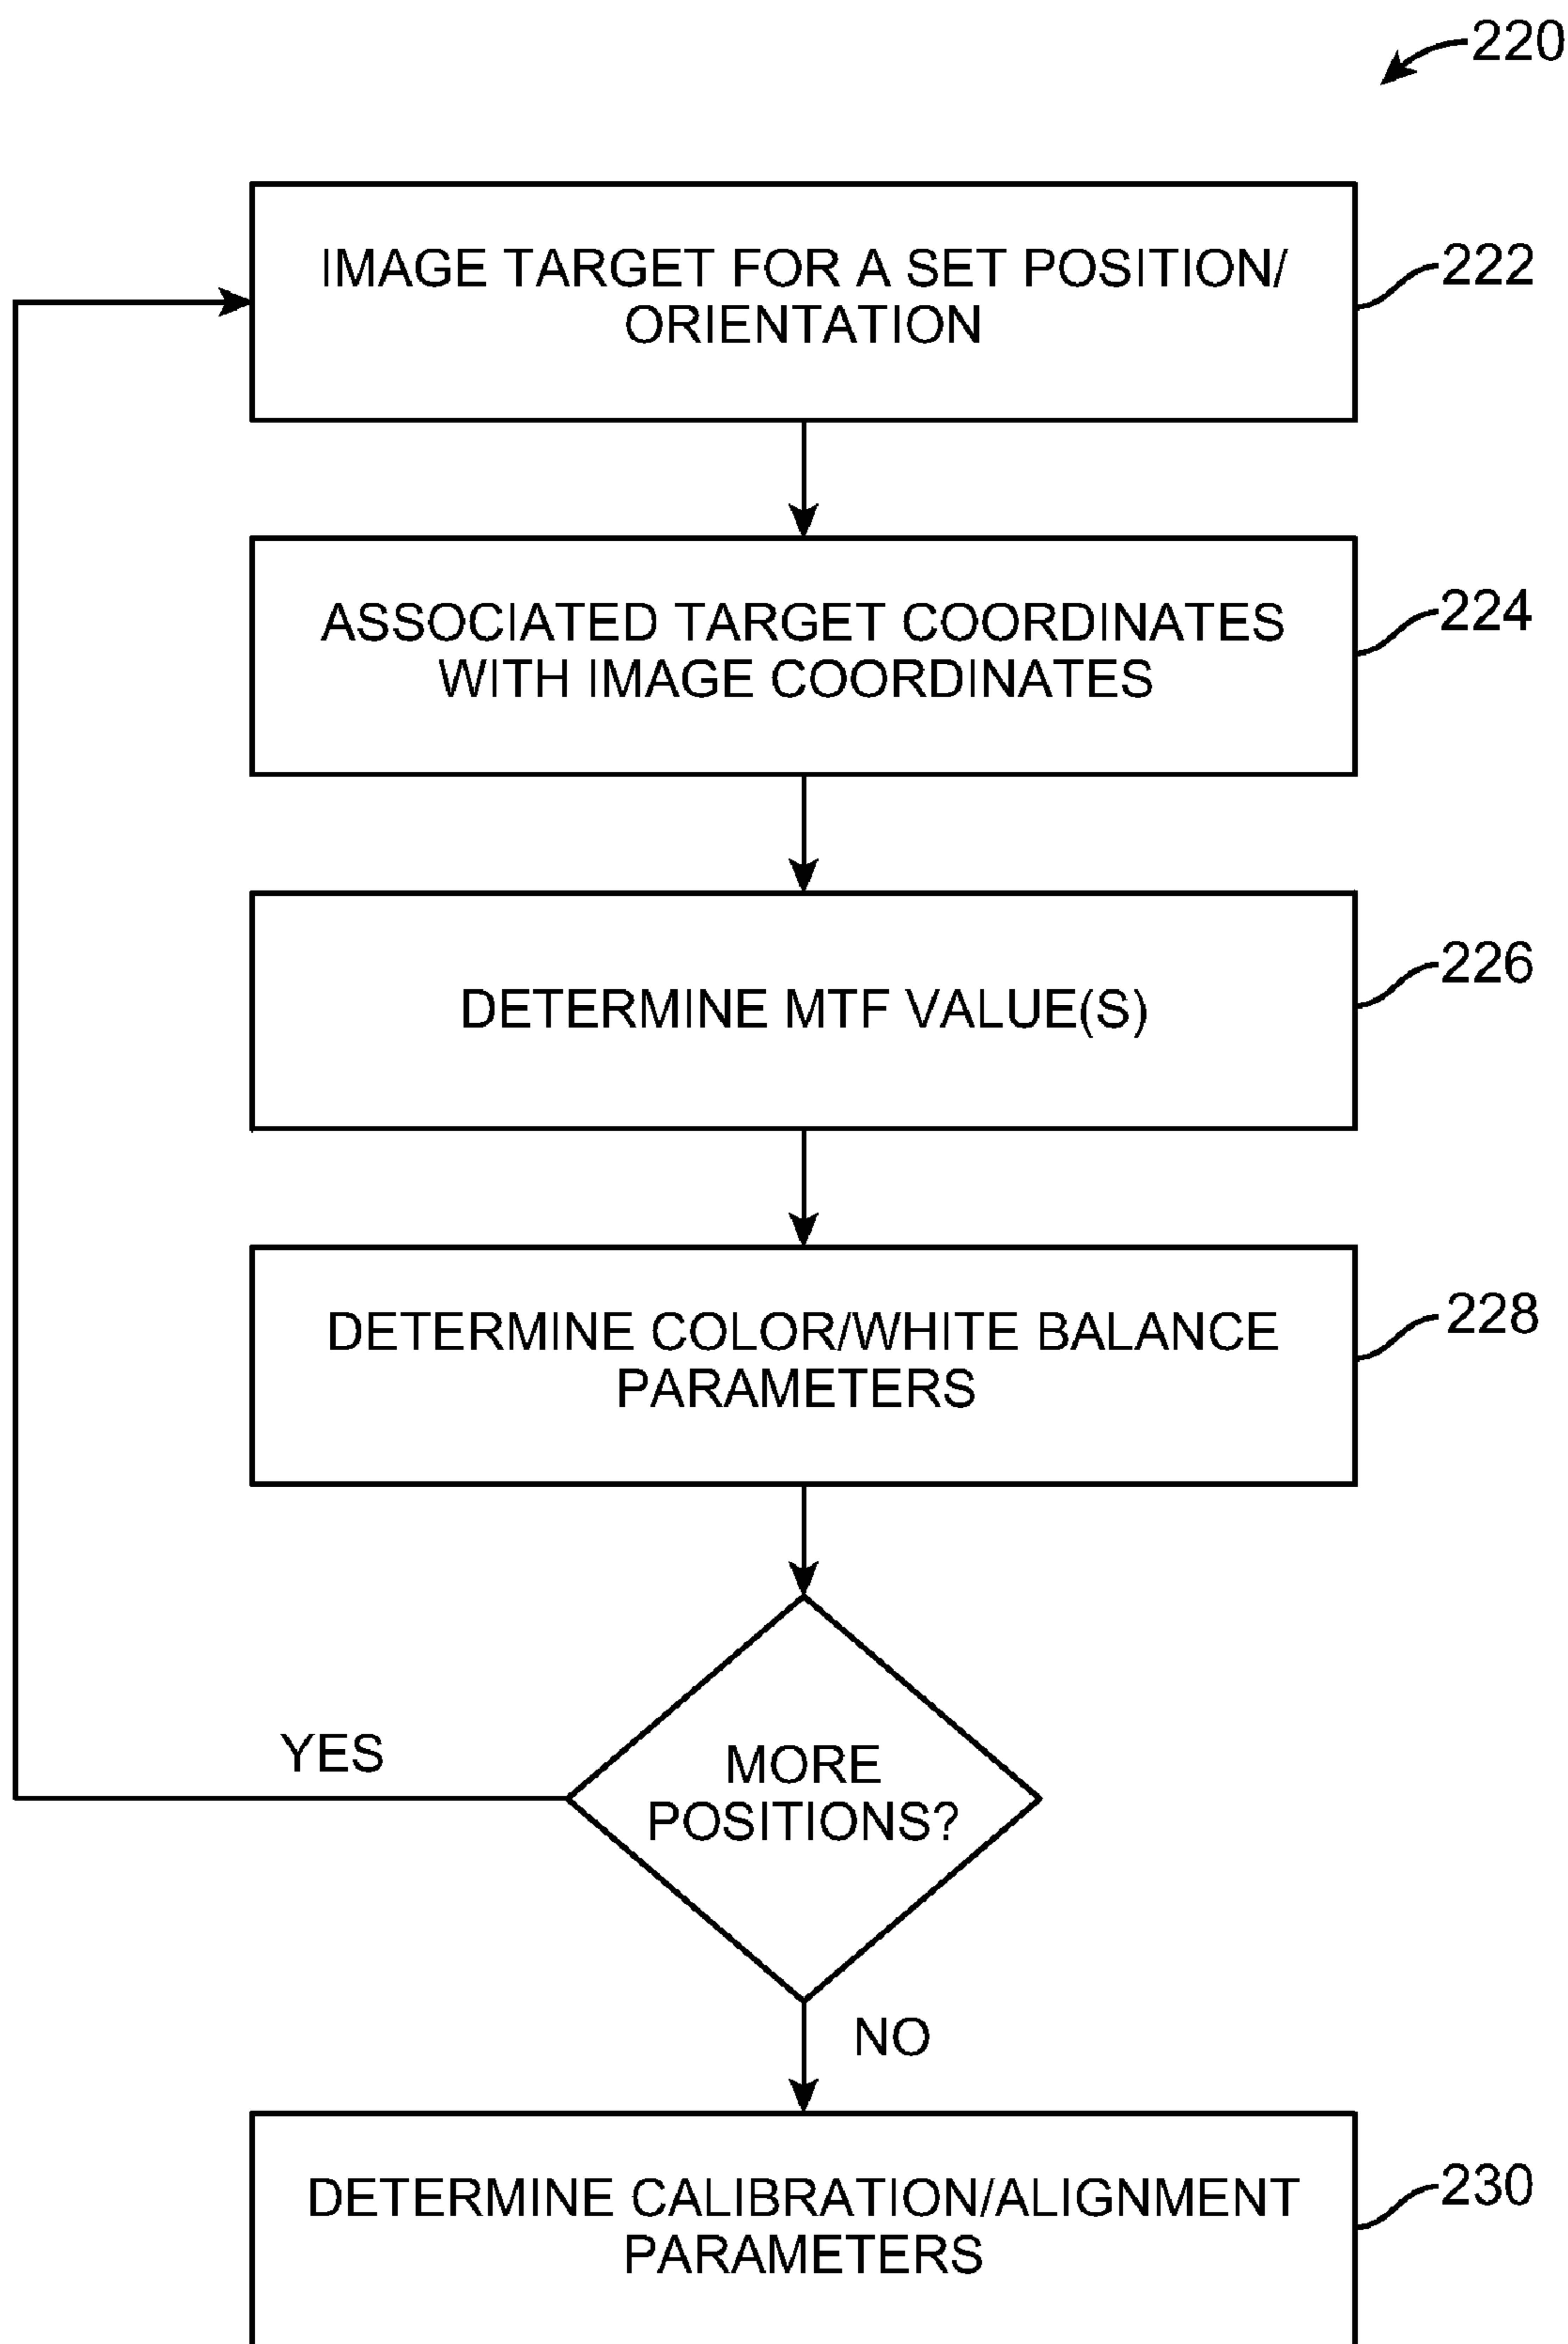 220
IMAGE TARGET FOR A SET POSITION/
ORIENTATION
222
ASSOCIATED TARGET COORDINATES
WITH IMAGE COORDINATES
224
DETERMINE MTF VALUE(S)
226
DETERMINE COLOR/WHITE BALANCE
PARAMETERS
228
MORE
POSITIONS?
YES
NO
DETERMINE CALIBRATION/ALIGNMENT
PARAMETERS
230